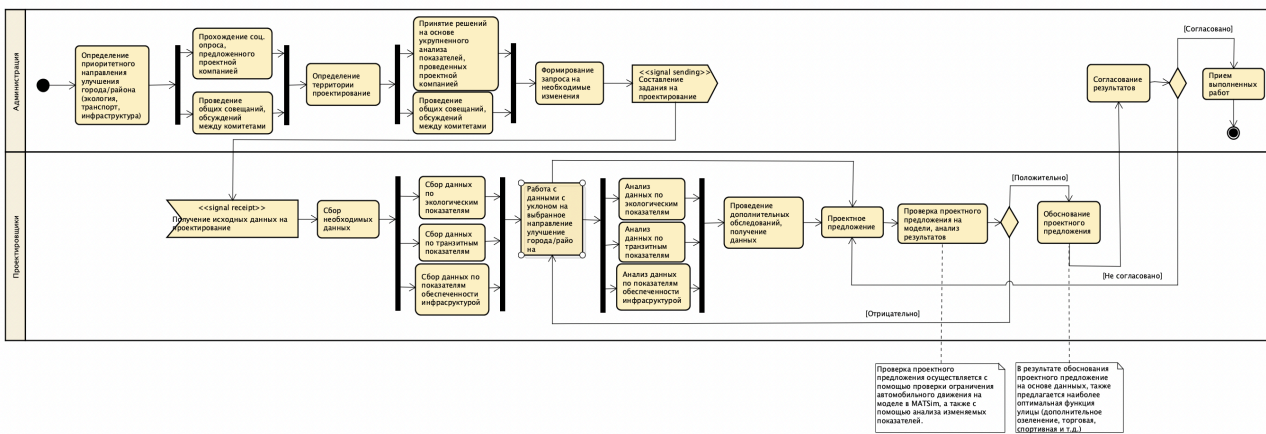 Администрация
Определение
приоритетного
направления
улучшения
города/района
(экология,
транспорт,
инфраструктура)
Прохождение соц.
опроса,
предложенного
проектной
компанией
Проведение
общих совещаний,
обсуждений
между комитетами
Определение
территории
проектирование
Принятие решений
на основе
укрупненного
анализа
показателей,
проведенных
проектной
компанией
Проведение
общих совещаний,
обсуждений
между комитетами
Формирование
запроса на
необходимые
изменения
<<signal sending>>
Составление
задания на
проектирование
Согласование
результатов
[Согласовано]
Прием
выполненных
работ
Проектировщики
<<signal receipt>>
Получение исходных данных на
проектирование
Сбор
необходимых
данных
Сбор данных
по
экологическим
показателям
Сбор данных
по транзитным
показателям
Сбор данных по
показателям
обеспеченности
инфрасруктурой
Работа с
данными с
уклоном на
выбранное
направление
улучшение
города/райо
на
Анализ
данных по
экологическим
показателям
Анализ
данных по
транзитным
показателям
Анализ данных
по показателям
обеспеченности
инфрасруктурой
Проведение
дополнительных
обследований,
получение
данных
Проектное
предложение
Проверка проектного
предложения на
модели, анализ
результатов
[Положительно]
Обоснование
проектного
предложения
[Не согласовано]
[Отрицательно]
Проверка проектного
предложения осуществляется с
помощью проверки ограничения
автомобильного движения на
моделе в MATSim, а также с
помощью анализа изменяемых
показателей.
В результате обоснования
проектного предложение
на основе данных, также
предлагается наиболее
оптимальная функция
улицы (дополнительное
озеленение, торговая,
спортивная и т.д.)